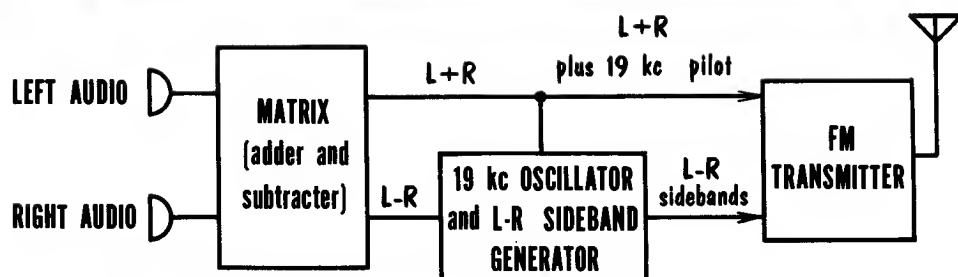 LEFT AUDIO
RIGHT AUDIO
MATRIX
(adder and
subtracter)
L+R
L-R
19 kc OSCILLATOR
and L-R SIDEBAND
GENERATOR
L+R
plus 19 kc pilot
L-R
sidebands
FM
TRANSMITTER